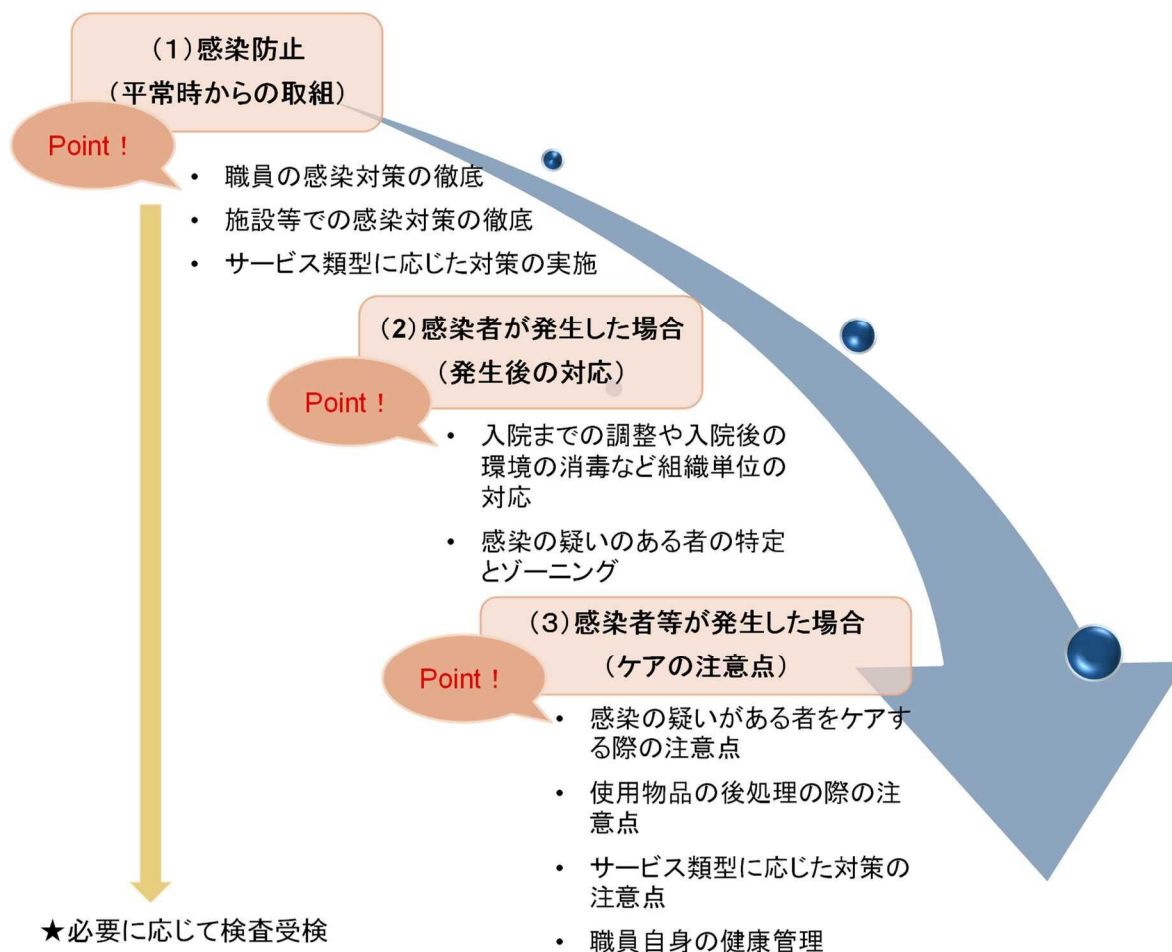 (1)感染防止
(平常時からの取組)
Point!
・ 職員の感染対策の徹底
・ 施設等での感染対策の徹底
・ サービス類型に応じた対策の実施
(2)感染者が発生した場合
(発生後の対応)
Point!
・ 入院までの調整や入院後の
環境の消毒など組織単位の
対応
・ 感染の疑いのある者の特定
とゾーニング
(3)感染者等が発生した場合
(ケアの注意点)
Point!
・ 感染の疑いがある者をケアす
る際の注意点
・ 使用物品の後処理の際の注
意点
・ サービス類型に応じた対策の
注意点
・ 職員自身の健康管理
★必要に応じて検査受検